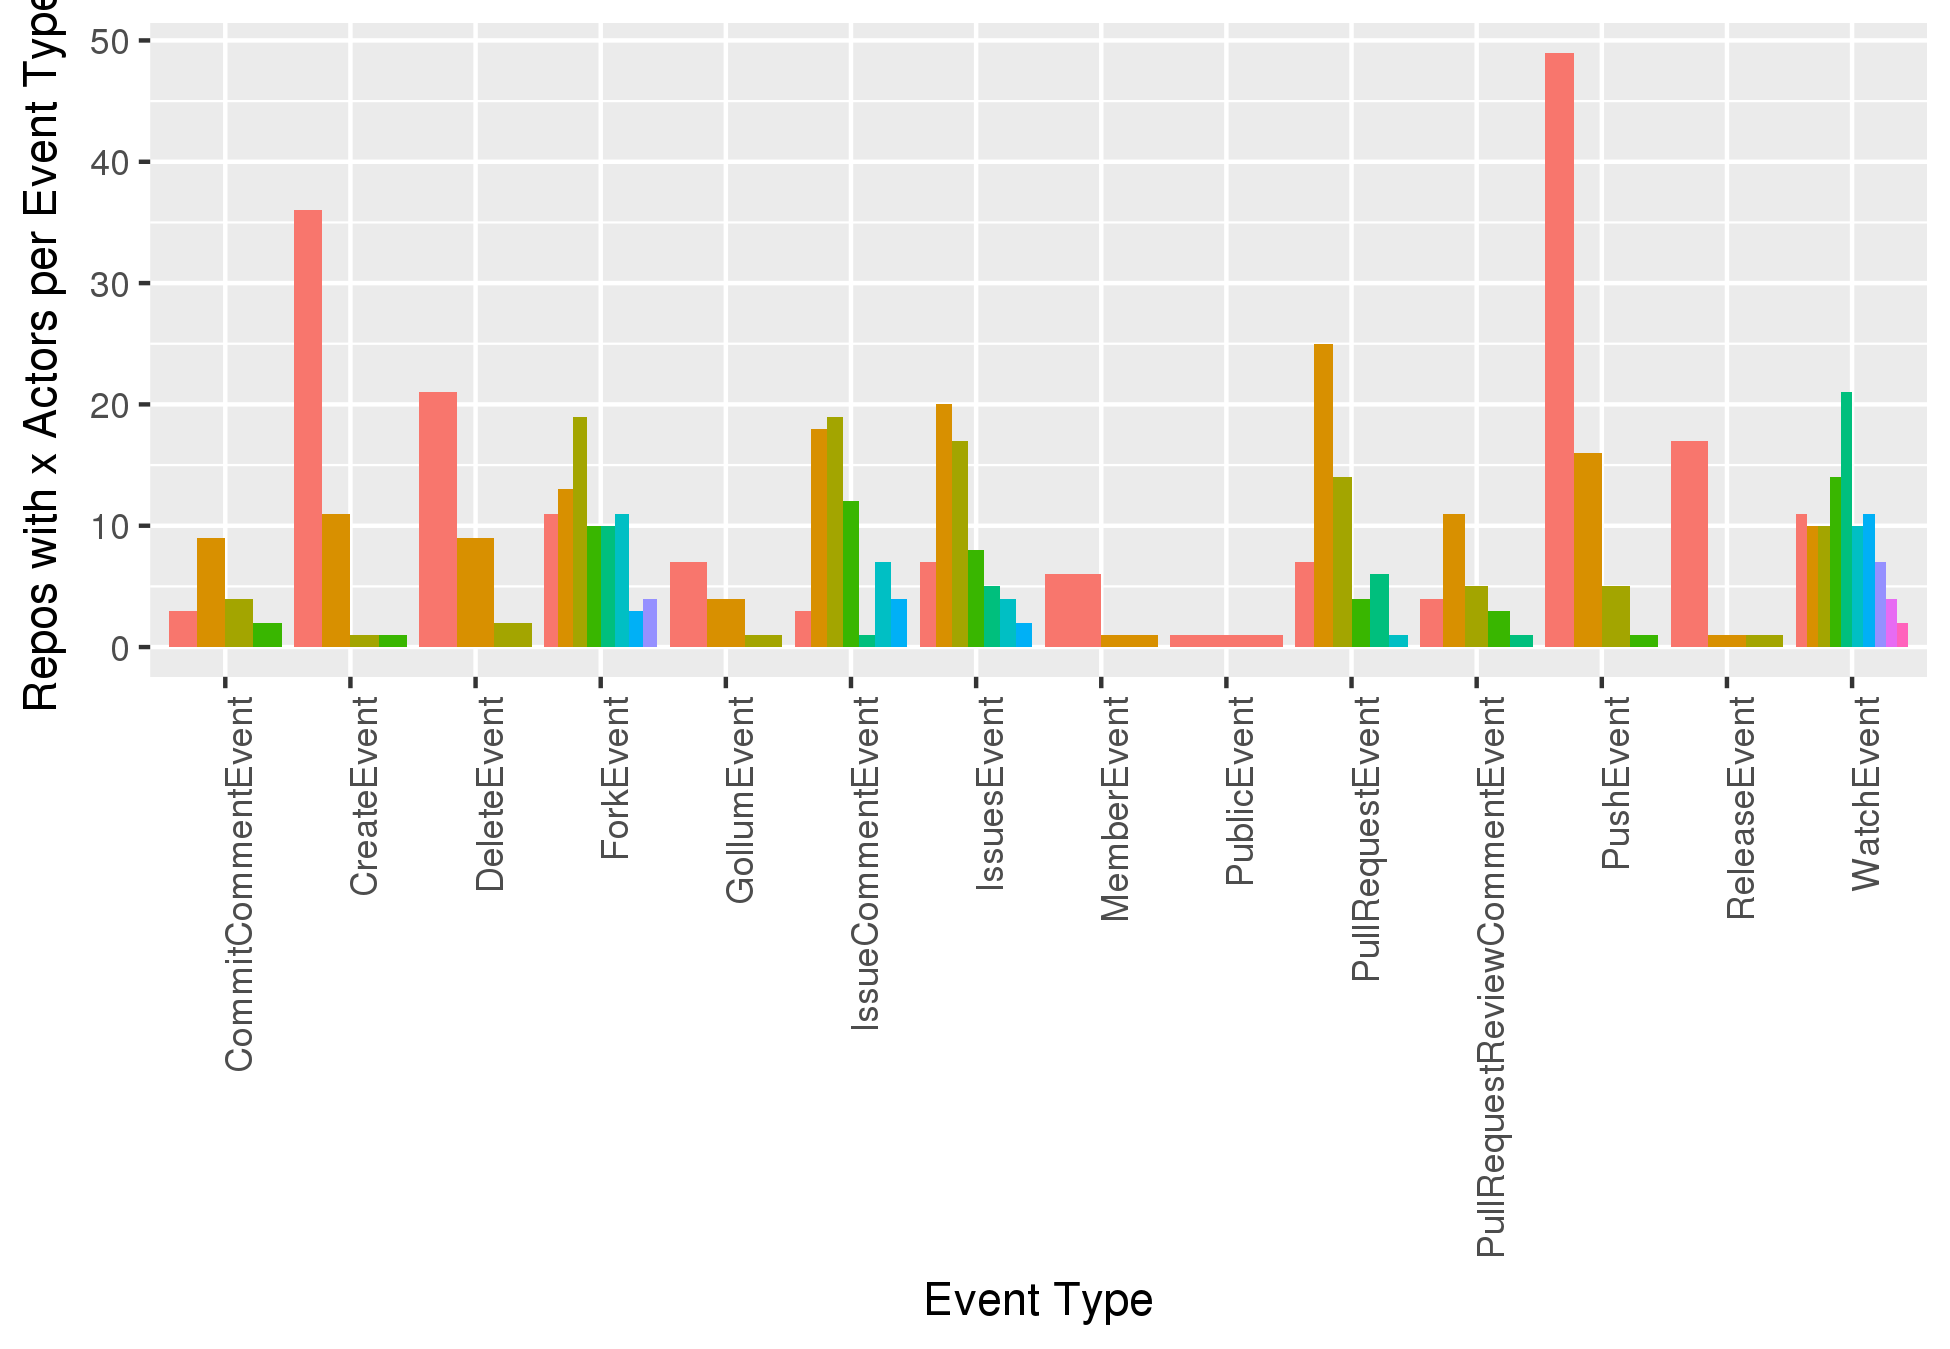 Repos with x Actors per Event Type
50
40
30
20
10
0
CommitCommentEvent
CreateEvent
DeleteEvent
ForkEvent
GollumEvent
IssueCommentEvent
IssuesEvent
MemberEvent
PublicEvent
PullRequestEvent
PullRequestReviewCommentEvent
PushEvent
ReleaseEvent
WatchEvent
Event Type